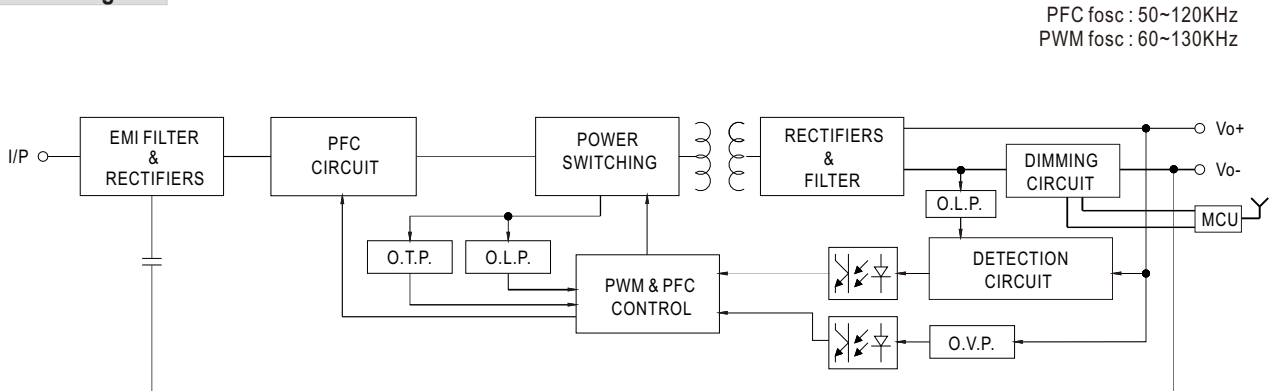 PFC fosc : 50~120KHz
PWM fosc : 60~130KHz
I/P
EMI FILTER
&
RECTIFIERS
PFC
CIRCUIT
POWER
SWITCHING
RECTIFIERS
&
FILTER
DIMMING
CIRCUIT
Vo+
Vo-
O.L.P.
MCU
O.T.P.
O.L.P.
PWM & PFC
CONTROL
DETECTION
CIRCUIT
O.V.P.